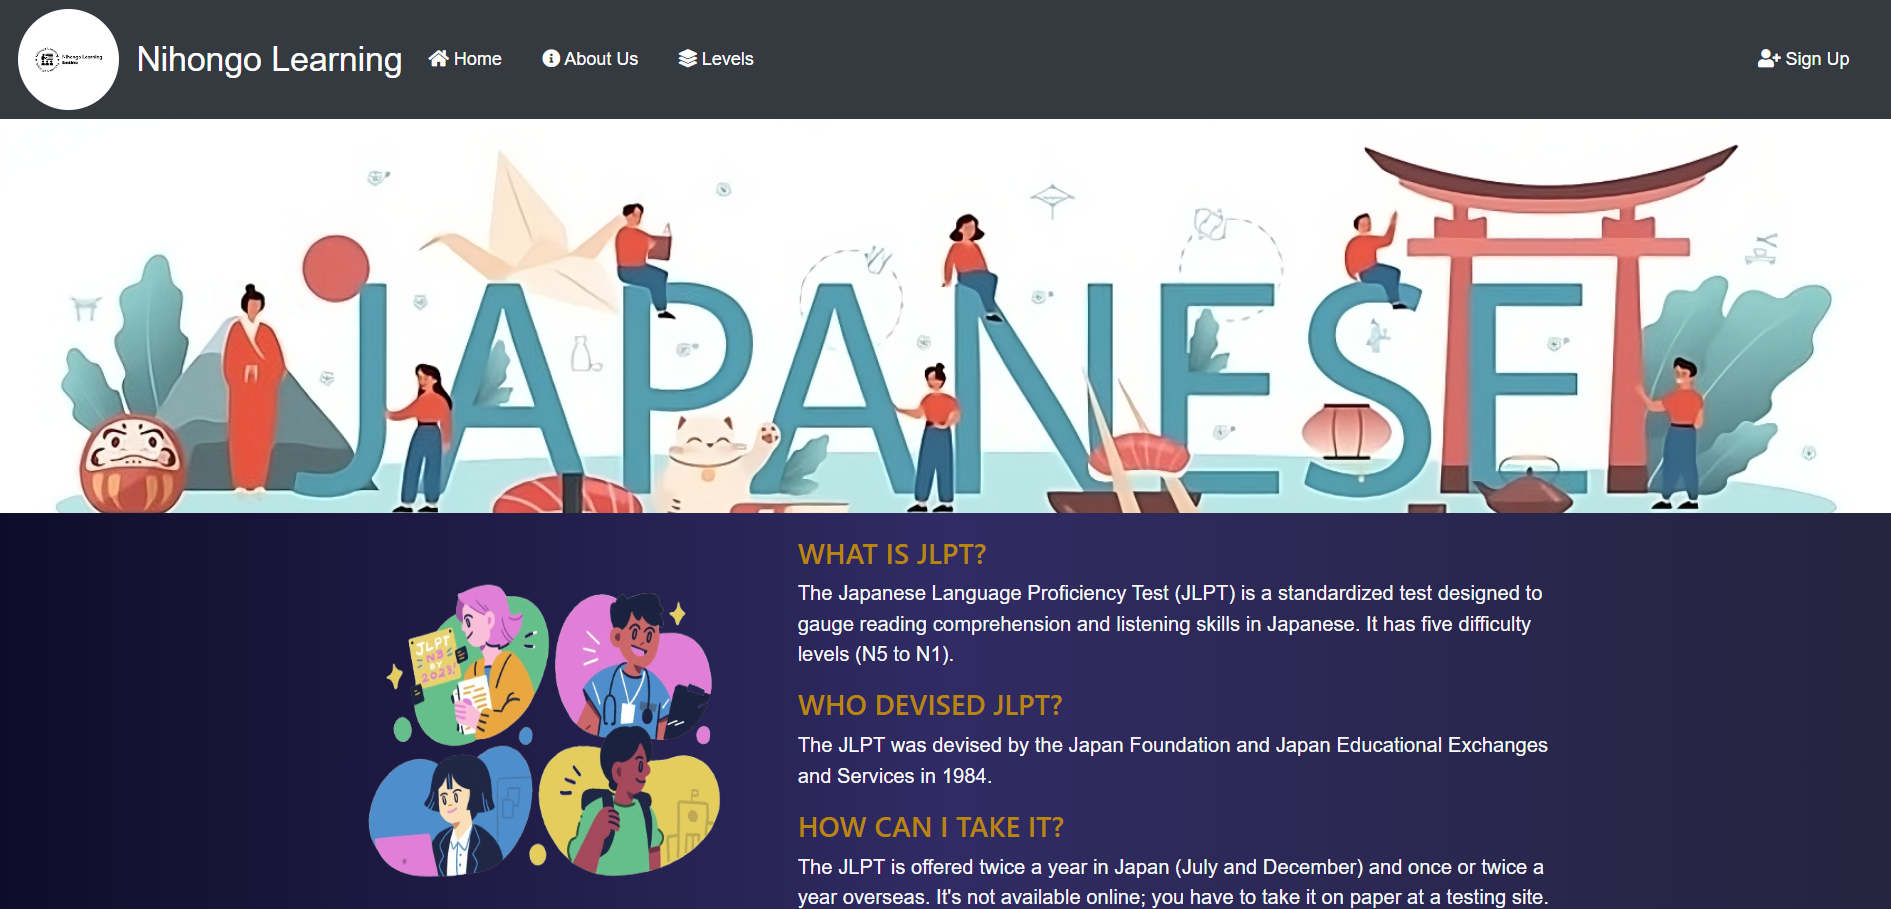 Nihongo Learning
Nihongo Learning
Home
About Us
Levels
Sign Up
JAPANESE
WHAT IS JLPT?
The Japanese Language Proficiency Test (JLPT) is a standardized test designed to
gauge reading comprehension and listening skills in Japanese. It has five difficulty
levels (N5 to N1).
JLPT
N3
BY
2023!
WHO DEVISED JLPT?
The JLPT was devised by the Japan Foundation and Japan Educational Exchanges
and Services in 1984.
HOW CAN I TAKE IT?
The JLPT is offered twice a year in Japan (July and December) and once or twice a
year overseas. It's not available online; you have to take it on paper at a testing site.